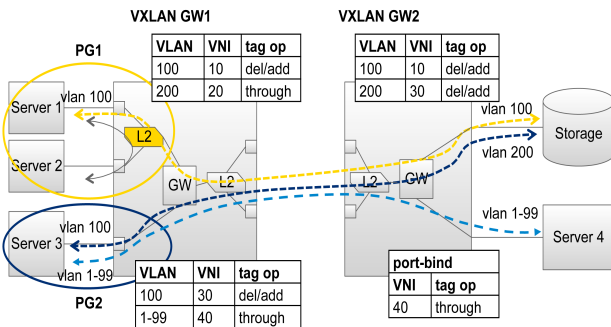 VXLAN GW1
VXLAN GW2
PG1
VLAN VNI tag op
100 10 del/add
200 20 through
VLAN VNI tag op
100 10 del/add
200 30 del/add
Server 1
vlan 100
L2
Server 2
GW
L2
L2
GW
vlan 100
Storage
vlan 200
Server 3
vlan 100
vlan 1-99
PG2
vlan 1-99
Server 4
VLAN VNI tag op
100 30 del/add
1-99 40 through
port-bind
VNI tag op
40 through